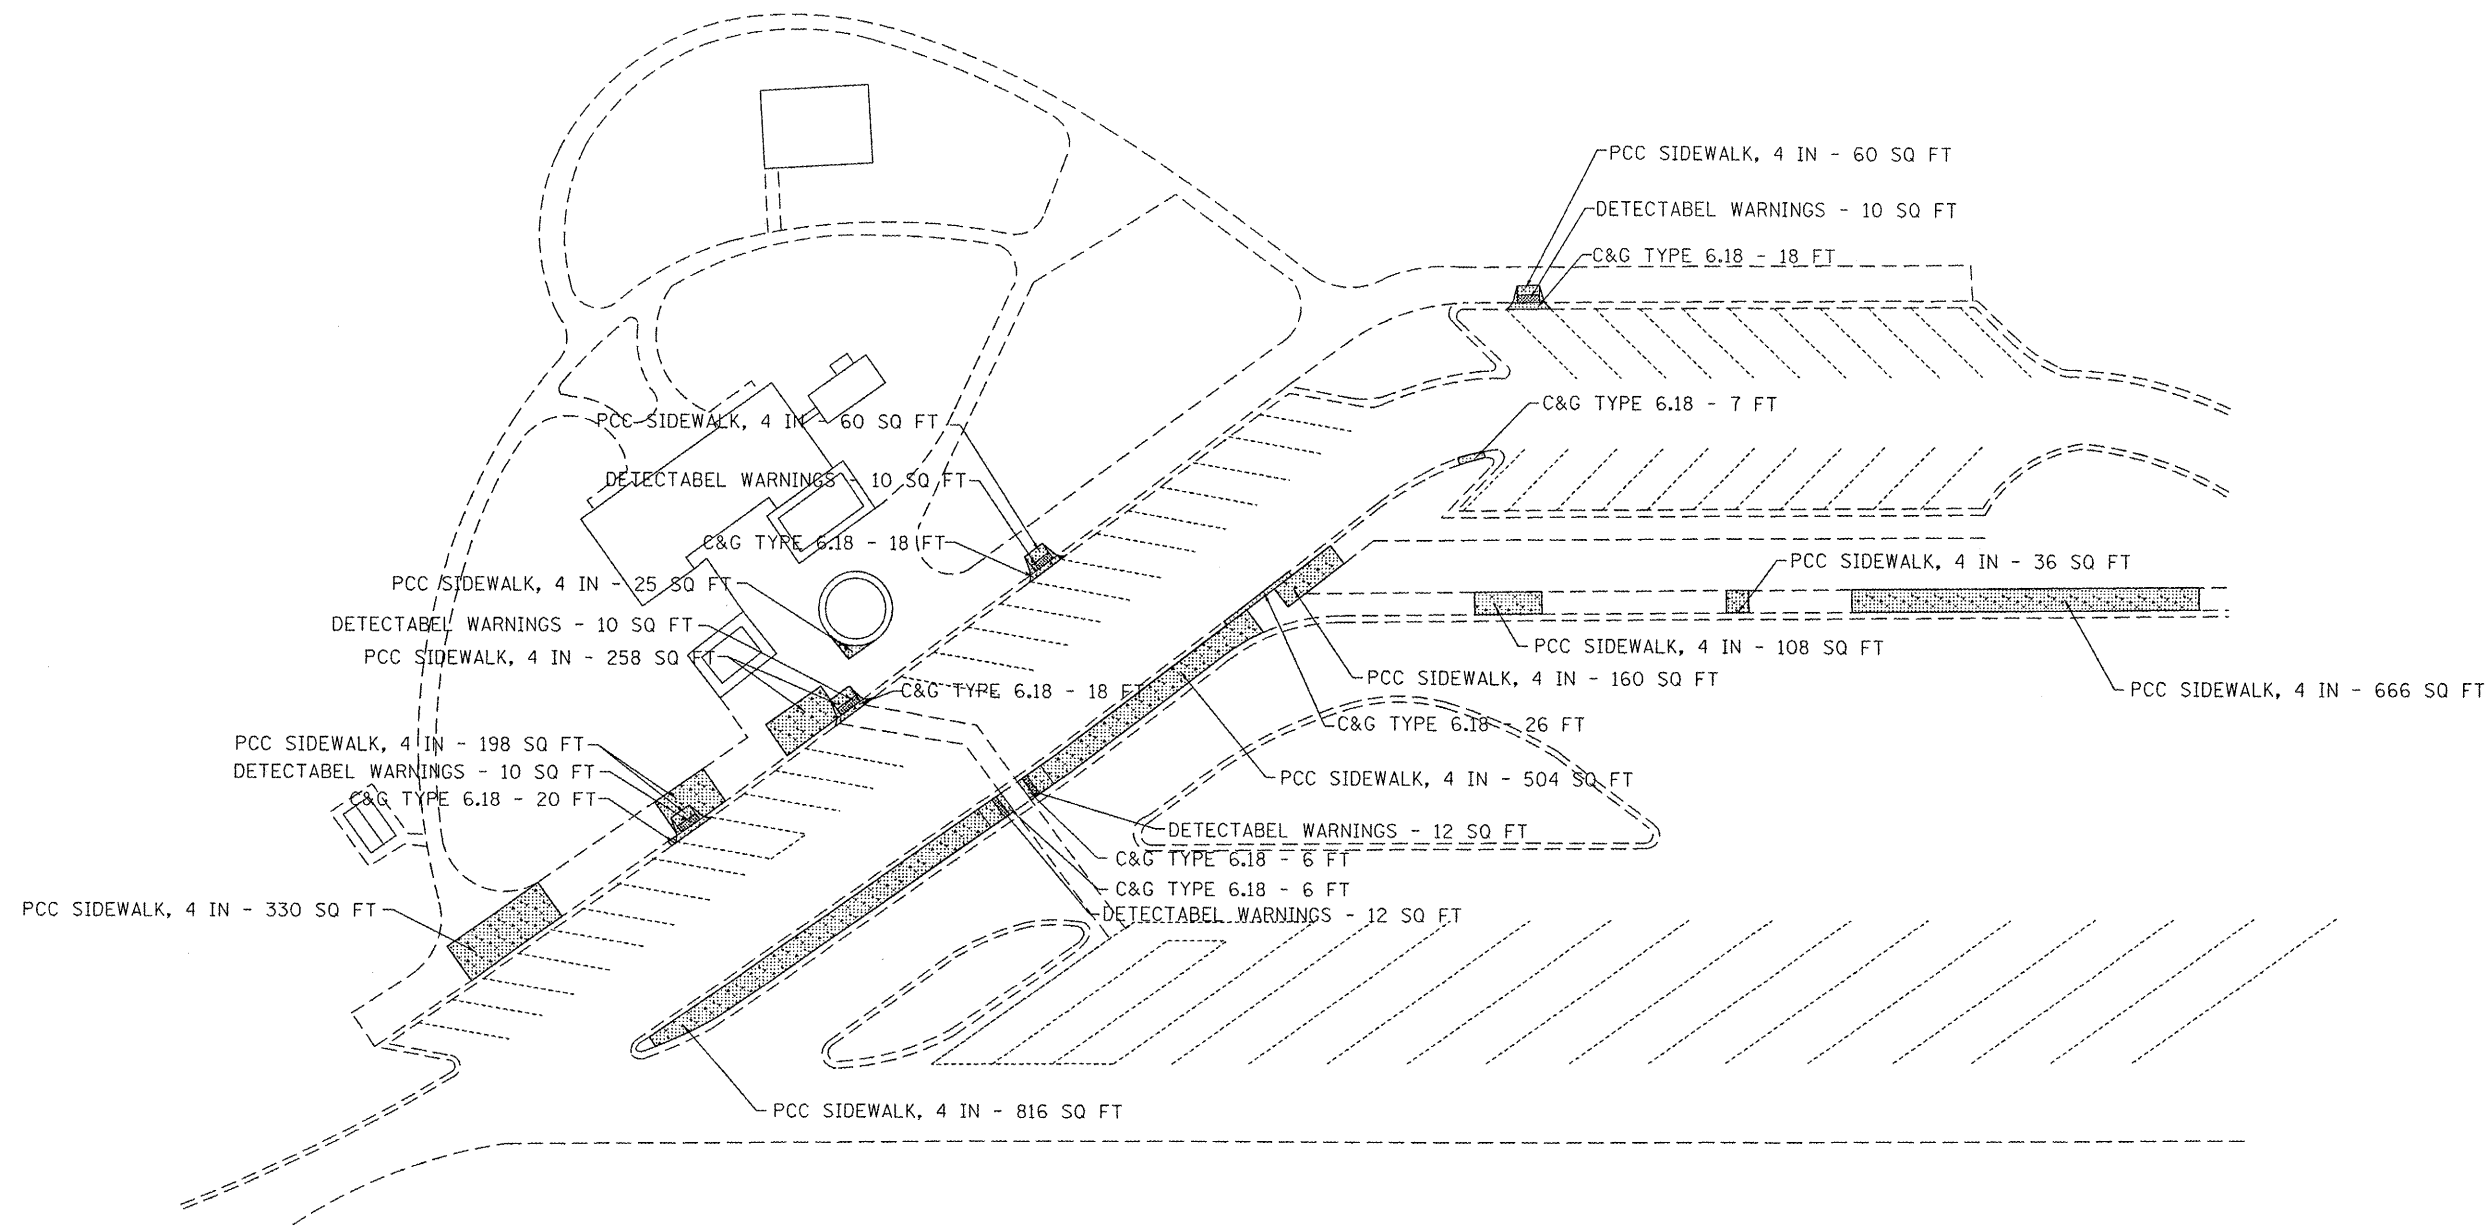 PCC SIDEWALK, 4 IN - 60 SQ FT
DETECTABEL WARNINGS - 10 SQ FT
C&G TYPE 6.18 - 18 FT
C&G TYPE 6.18 - 7 FT
PCC SIDEWALK, 4 IN - 60 SQ FT
DETECTABEL WARNINGS - 10 SQ FT
C&G TYPE 6.18 - 18 FT
PCC SIDEWALK, 4 IN - 36 SQ FT
PCC SIDEWALK, 4 IN - 25 SQ FT
DETECTABEL WARNINGS - 10 SQ FT
PCC SIDEWALK, 4 IN - 108 SQ FT
PCC SIDEWALK, 4 IN - 258 SQ FT
PCC SIDEWALK, 4 IN - 160 SQ FT
C&G TYPE 6.18 - 18 FT
PCC SIDEWALK, 4 IN - 666 SQ FT
C&G TYPE 6.18 - 26 FT
PCC SIDEWALK, 4 IN - 198 SQ FT
DETECTABEL WARNINGS - 10 SQ FT
PCC SIDEWALK, 4 IN - 504 SQ FT
C&G TYPE 6.18 - 20 FT
DETECTABEL WARNINGS - 12 SQ FT
C&G TYPE 6.18 - 6 FT
C&G TYPE 6.18 - 6 FT
PCC SIDEWALK, 4 IN - 330 SQ FT
DETECTABEL WARNINGS - 12 SQ FT
PCC SIDEWALK, 4 IN - 816 SQ FT